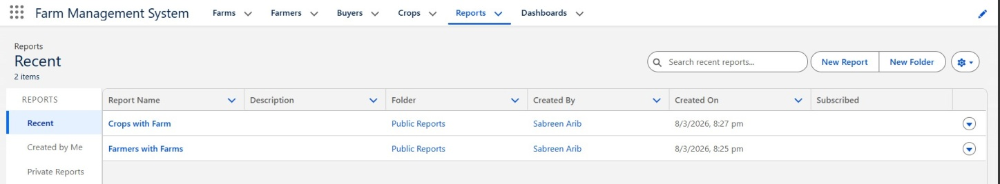 Farm Management System Farms Farmers Buyers Crops Reports Dashboards
Reports
Recent
2 items
Search recent reports... New Report New Folder
REPORTS
Recent
Created by Me
Private Reports
Report Name Description Folder Created By Created On Subscribed
Crops with Farm Public Reports Sabreen Arib 8/3/2026, 8:27 pm
Farmers with Farms Public Reports Sabreen Arib 8/3/2026, 8:25 pm